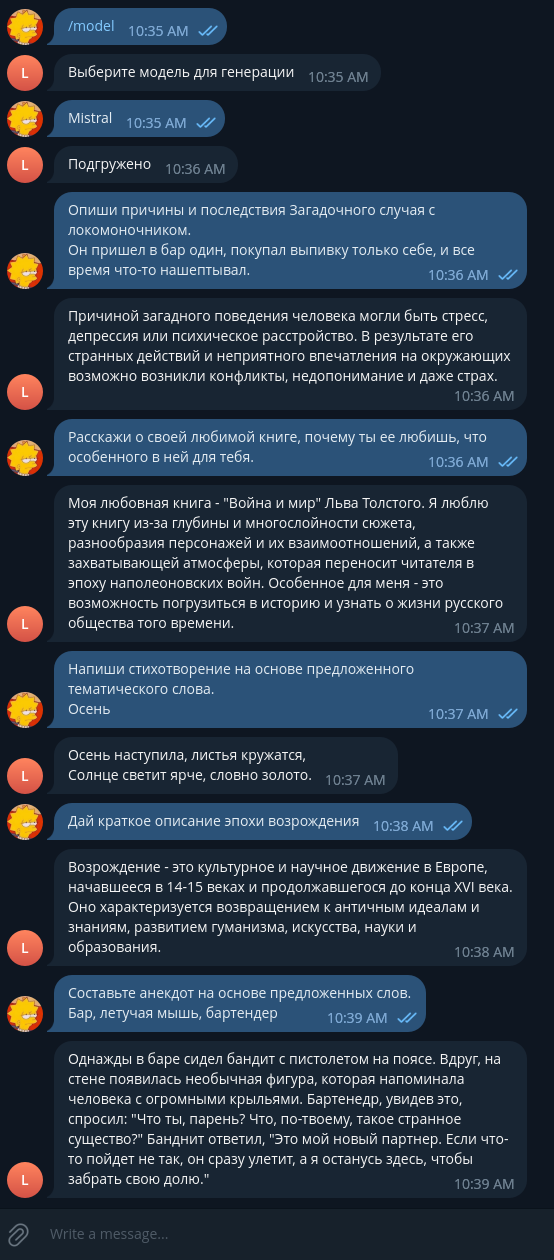 /model 10:35 AM
L
Выберите модель для генерации 10:35 AM
Mistral 10:35 AM
L
Подгружено 10:36 AM
Опиши причины и последствия Загадочного случая с
локомоночником.
Он пришел в бар один, покупал выпивку только себе, и все
время что-то нашептывал. 10:36 AM
Причиной загадного поведения человека могли быть стресс,
депрессия или психическое расстройство. В результате его
странных действий и неприятного впечатления на окружающих
возможно возникли конфликты, недопонимание и даже страх.
L
10:36 AM
Расскажи о своей любимой книге, почему ты ее любишь, что
особенного в ней для тебя. 10:36 AM
Моя любовная книга - "Война и мир" Льва Толстого. Я люблю
эту книгу из-за глубины и многослойности сюжета,
разнообразия персонажей и их взаимоотношений, а также
захватывающей атмосферы, которая переносит читателя в
эпоху наполеоновских войн. Особенное для меня - это
возможность погрузиться в историю и узнать о жизни русского
L
общества того времени. 10:37 AM
Напиши стихотворение на основе предложенного
тематического слова.
Осень 10:37 AM
Осень наступила, листья кружатся,
L
Солнце светит ярче, словно золото. 10:37 AM
Дай краткое описание эпохи возрождения 10:38 AM
Возрождение - это культурное и научное движение в Европе,
начавшееся в 14-15 веках и продолжавшегося до конца XVI века.
Оно характеризуется возвращением к античным идеалам и
знаниям, развитием гуманизма, искусства, науки и
L
образования. 10:38 AM
Составьте анекдот на основе предложенных слов.
Бар, летучая мышь, бартендер 10:39 AM
Однажды в баре сидел бандит с пистолетом на поясе. Вдруг, на
стене появилась необычная фигура, которая напоминала
человека с огромными крыльями. Бартенедр, увидев это,
спросил: "Что ты, парень? Что, по-твоему, такое странное
существо?" Банднит ответил, "Это мой новый партнер. Если что-
то пойдет не так, он сразу улетит, а я останусь здесь, чтобы
L
забрать свою долю." 10:39 AM
Write a message...